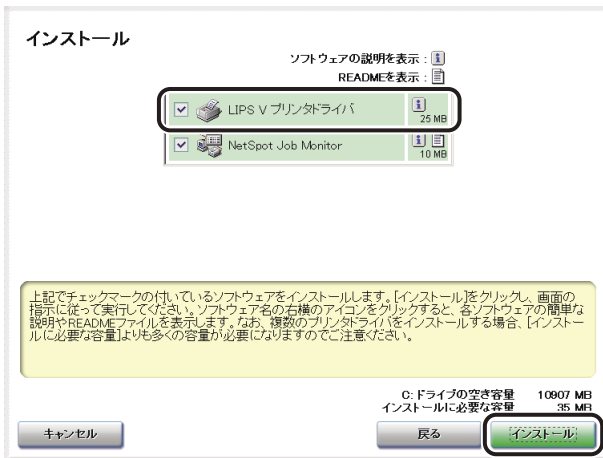 インストール
ソフトウェアの説明を表示 :
READMEを表示 :
LIPS V プリンタドライバ
25 MB
NetSpot Job Monitor
10 MB
上記でチェックマークの付いているソフトウェアをインストールします。[インストール]をクリックし、画面の
指示に従って実行してください。ソフトウェア名の右横のアイコンをクリックすると、各ソフトウェアの簡単な
説明やREADMEファイルを表示します。なお、複数のプリンタドライバをインストールする場合、[インストー
ルに必要な容量]よりも多くの容量が必要になりますのでご注意ください。
C: ドライブの空き容量 10907 MB
インストールに必要な容量 35 MB
キャンセル
戻る
インストール